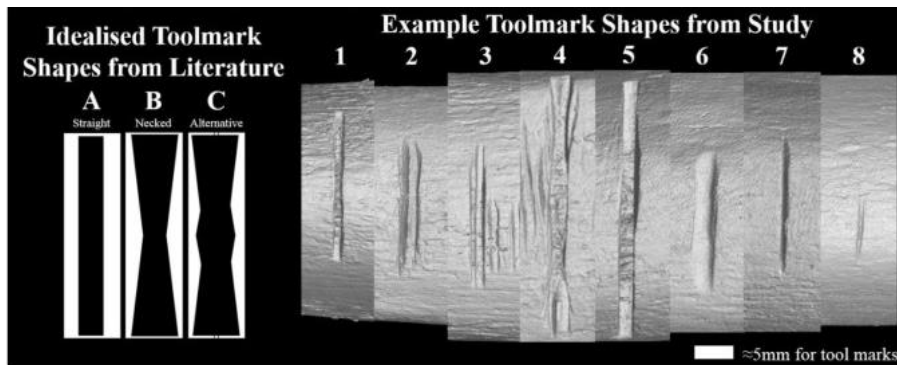 Idealised Toolmark
Shapes from Literature
A B C
Straight Necked Alternative
Example Toolmark Shapes from Study
1 2 3 4 5 6 7 8
≈5mm for tool marks